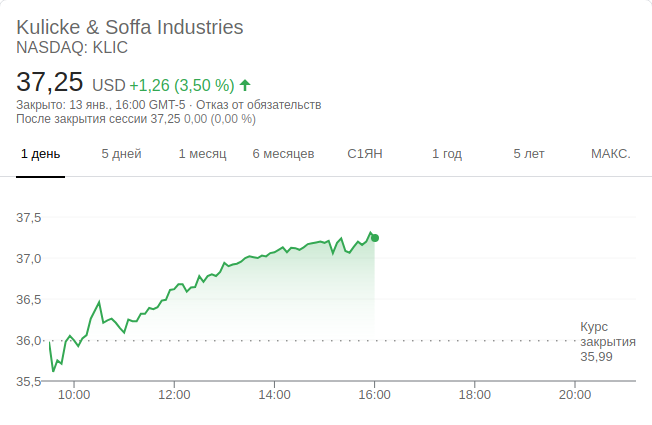 Kulicke & Soffa Industries
NASDAQ: KLIC
37,25 USD +1,26 (3,50 %)
Закрыто: 13 янв., 16:00 GMT-5 · Отказ от обязательств
После закрытия сессии 37,25 0,00 (0,00 %)
1 день 5 дней 1 месяц 6 месяцев С1ЯН 1 год 5 лет МАКС.
37,5
37,0
36,5
36,0
35,5
Курс
закрытия
35,99
10:00 12:00 14:00 16:00 18:00 20:00